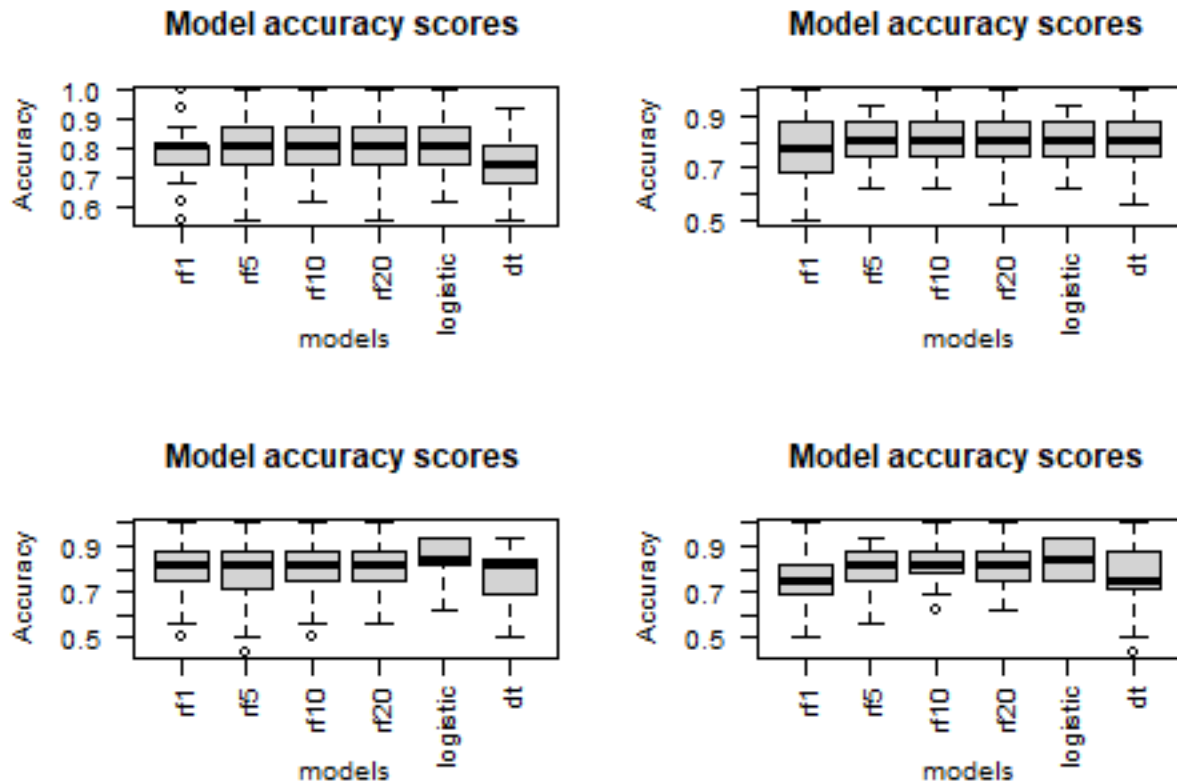 Model accuracy scores
Accuracy
1.0
0.9
0.8
0.7
0.6
rf1
rf5
rf10
rf20
logistic
dt
models
Model accuracy scores
Accuracy
0.9
0.7
0.5
rf1
rf5
rf10
rf20
logistic
dt
models
Model accuracy scores
Accuracy
0.9
0.7
0.5
rf1
rf5
rf10
rf20
logistic
dt
models
Model accuracy scores
Accuracy
0.9
0.7
0.5
rf1
rf5
rf10
rf20
logistic
dt
models